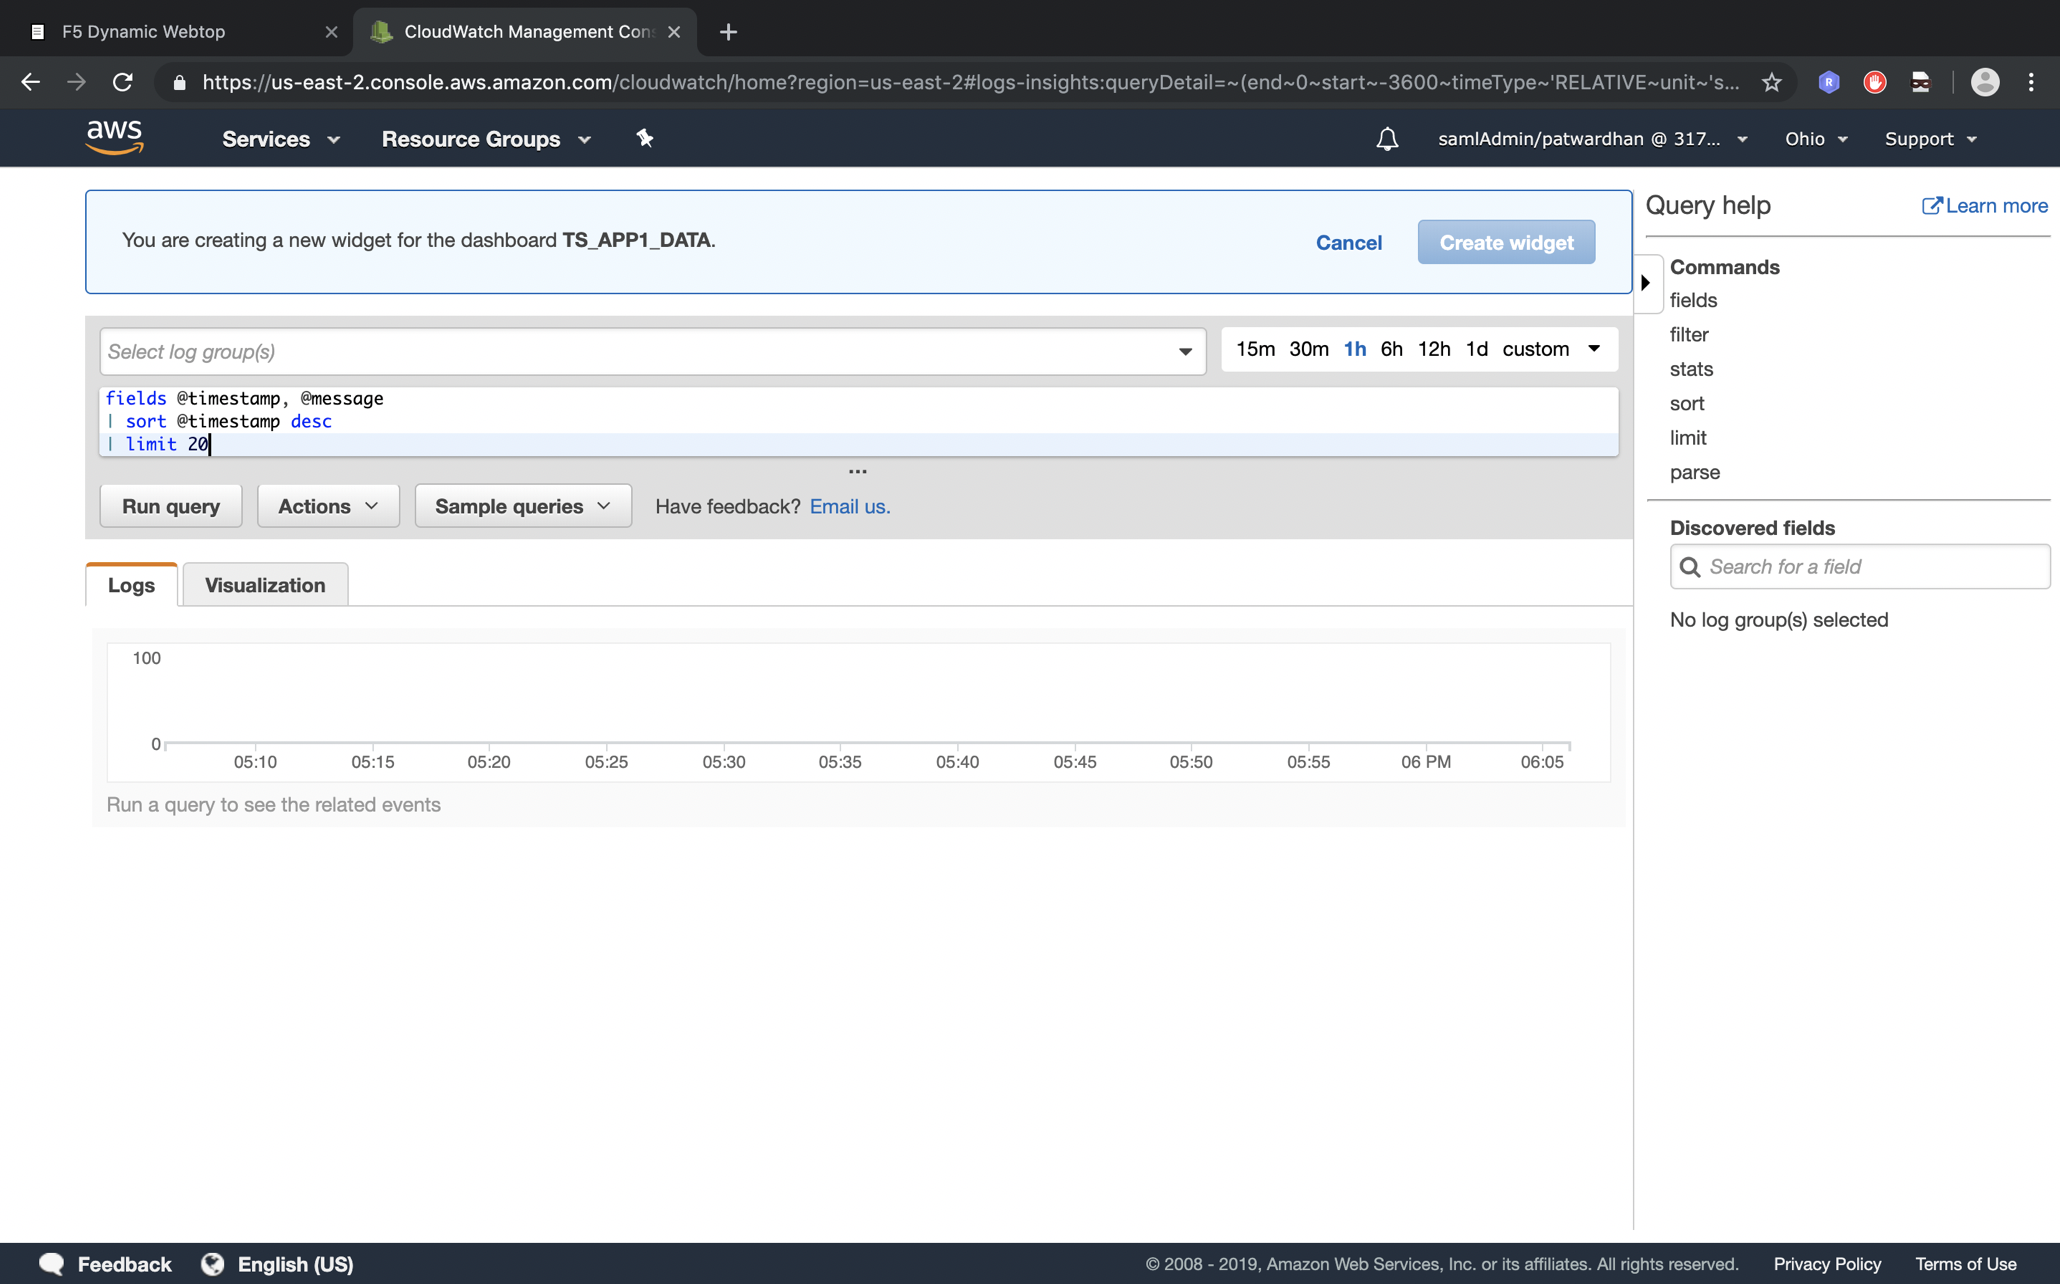 F5 Dynamic Webtop
CloudWatch Management Con
https://us-east-2.console.aws.amazon.com/cloudwatch/home?region=us-east-2#logs-insights:queryDetail=~(end~0~start~-3600~timeType~'RELATIVE~unit~'s...
R
aws
Services
Resource Groups
samlAdmin/patwardhan @ 317...
Ohio
Support
You are creating a new widget for the dashboard TS_APP1_DATA.
Cancel
Create widget
Select log group(s)
15m 30m 1h 6h 12h 1d custom
fields @timestamp, @message
| sort @timestamp desc
| limit 20
...
Run query
Actions
Sample queries
Have feedback? Email us.
Logs
Visualization
100
0
05:10 05:15 05:20 05:25 05:30 05:35 05:40 05:45 05:50 05:55 06 PM 06:05
Run a query to see the related events
Query help
Learn more
Commands
fields
filter
stats
sort
limit
parse
Discovered fields
Search for a field
No log group(s) selected
Feedback
English (US)
© 2008 - 2019, Amazon Web Services, Inc. or its affiliates. All rights reserved.
Privacy Policy
Terms of Use